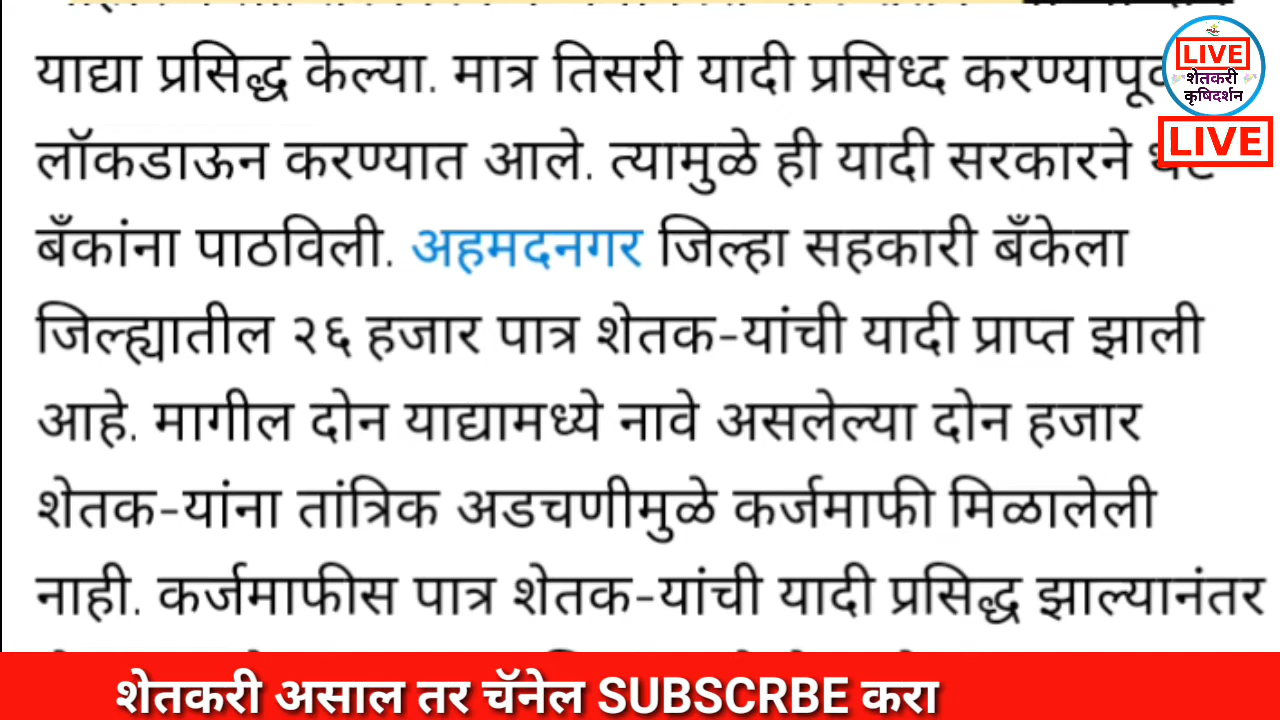 याद्या प्रसिद्ध केल्या. मात्र तिसरी यादी प्रसिध्द
लॉकडाऊन करण्यात आले. त्यामुळे ही यादी सरकारने
बँकांना पाठविली. अहमदनगर जिल्हा सहकारी बँकेला
जिल्ह्यातील २६ हजार पात्र शेतक-यांची यादी प्राप्त झाली
आहे. मागील दोन याद्यामध्ये नावे असलेल्या दोन हजार
शेतक-यांना तांत्रिक अडचणीमुळे कर्जमाफी मिळालेली
नाही. कर्जमाफीस पात्र शेतक-यांची यादी प्रसिद्ध झाल्यानंतर
LIVE
शेतकरी
कृषिदर्शन
LIVE
शेतकरी असाल तर चॅनेल SUBSCRBE करा